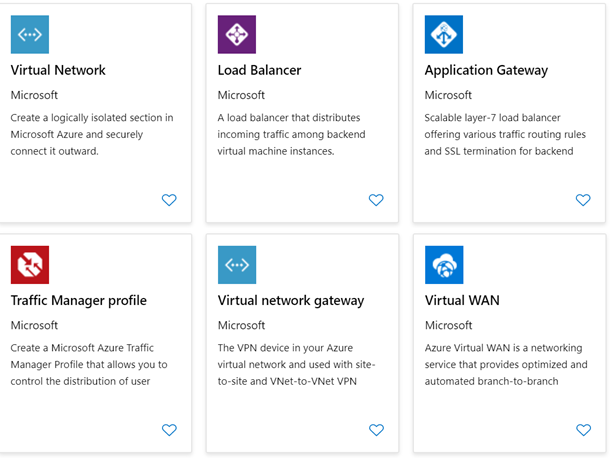 Virtual Network
Microsoft
Create a logically isolated section in
Microsoft Azure and securely
connect it outward.
Load Balancer
Microsoft
A load balancer that distributes
incoming traffic among backend
virtual machine instances.
Application Gateway
Microsoft
Scalable layer-7 load balancer
offering various traffic routing rules
and SSL termination for backend
Traffic Manager profile
Microsoft
Create a Microsoft Azure Traffic
Manager Profile that allows you to
control the distribution of user
Virtual network gateway
Microsoft
The VPN device in your Azure
virtual network and used with site-
to-site and VNet-to-VNet VPN
Virtual WAN
Microsoft
Azure Virtual WAN is a networking
service that provides optimized and
automated branch-to-branch